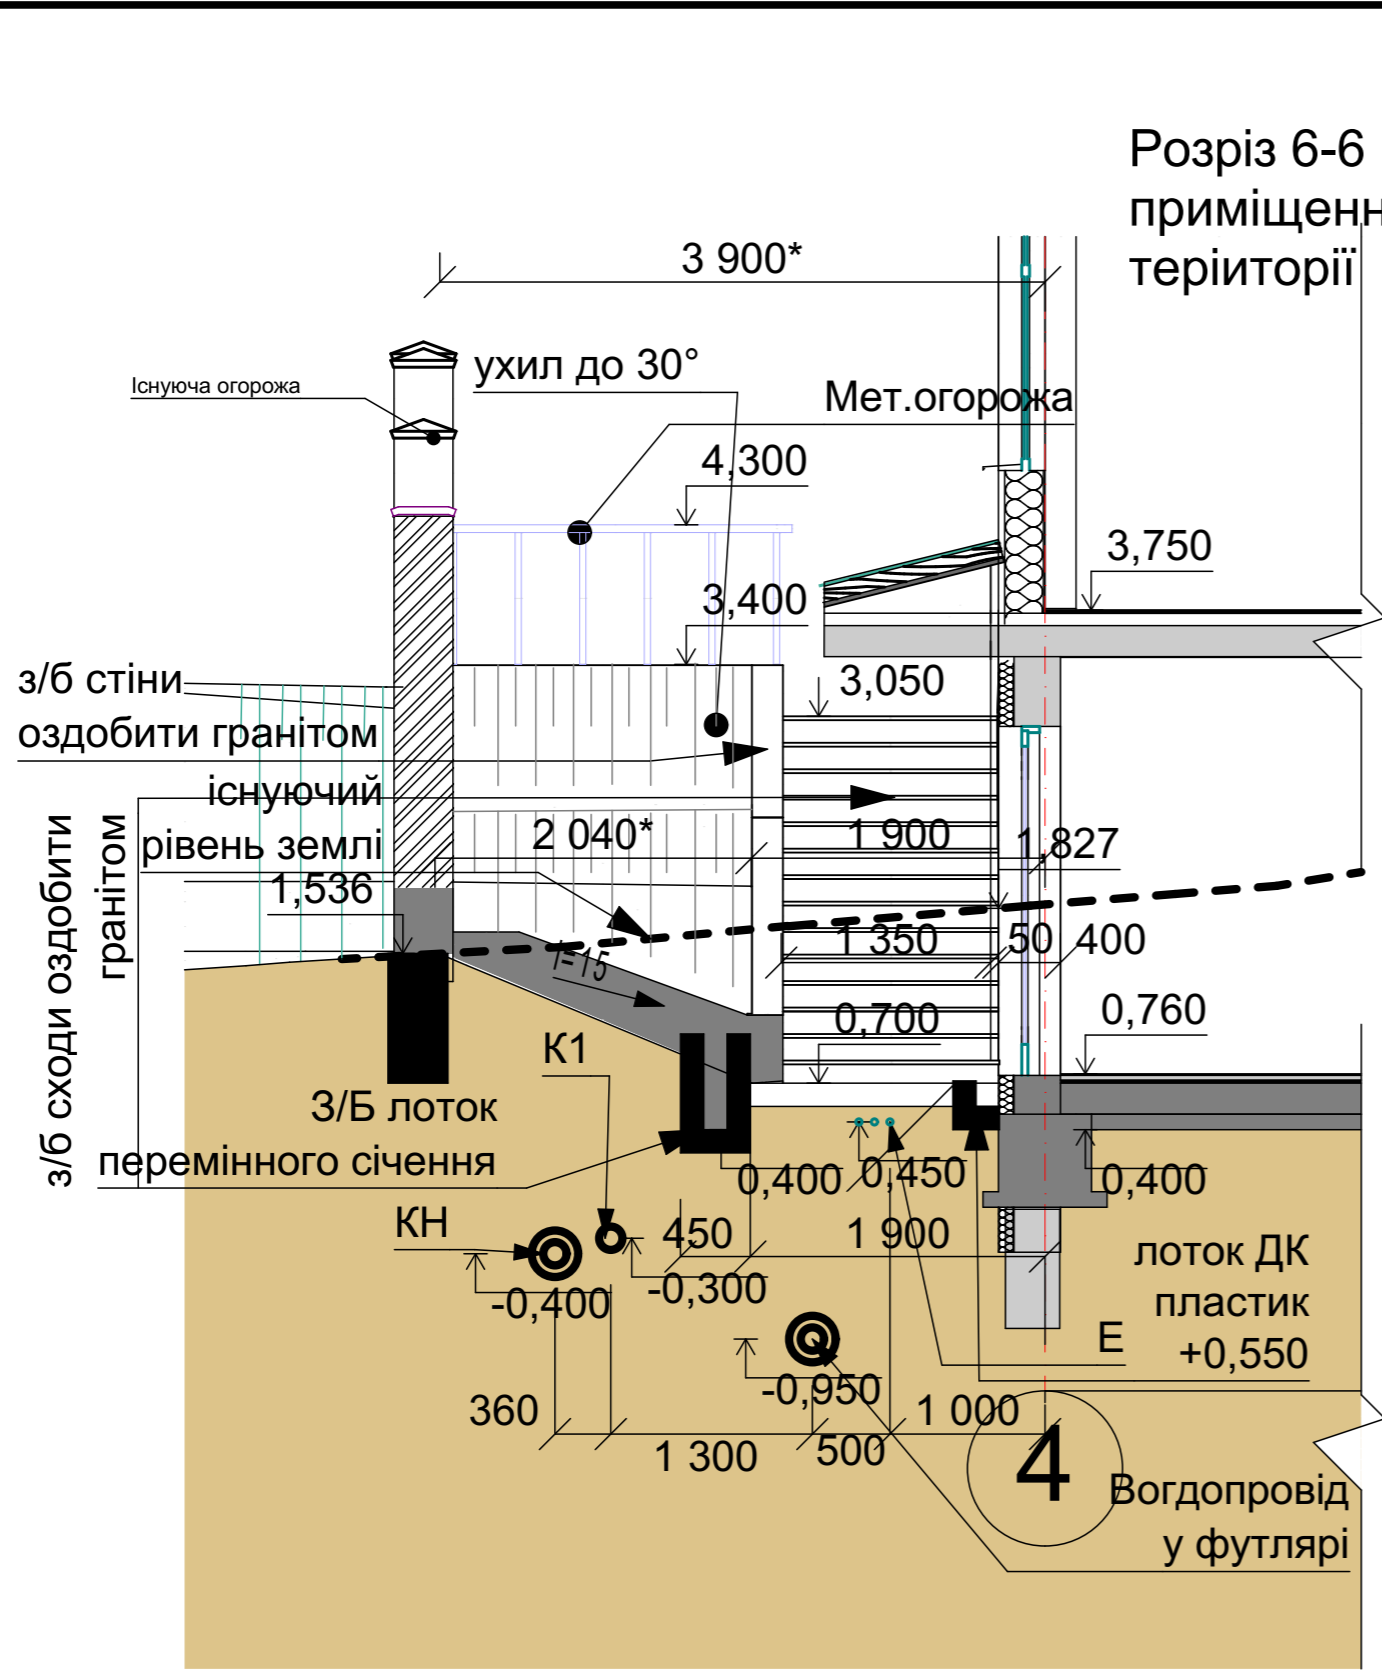 Розріз 6-6
приміщенн
теріиторії
3 900*
Існуюча огорожа
ухил до 30°
Мет.огорожа
4,300
3,750
3,400
з/б стіни
3,050
оздобити гранітом
існуючий
рівень землі
2 040*
1 900
1,827
1,536
1 350
50
400
i=15
з/б сходи оздобити
гранітом
0,700
0,760
К1
З/Б лоток
перемінного січення
0,400
0,450
0,400
КН
450
1 900
-0,400
-0,300
лоток ДК
пластик
+0,550
Е
-0,950
360
1 300
500
1 000
4
Вогдопровід
у футлярі